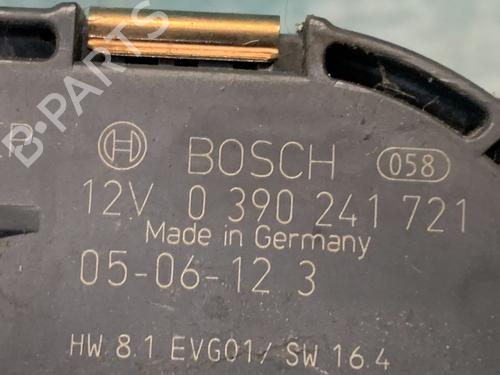 BOSCH 058
12V 0 390 241 721
Made in Germany
05-06-12 3
HW 8.1 EVG01/ SW 16.4
B-PARTS